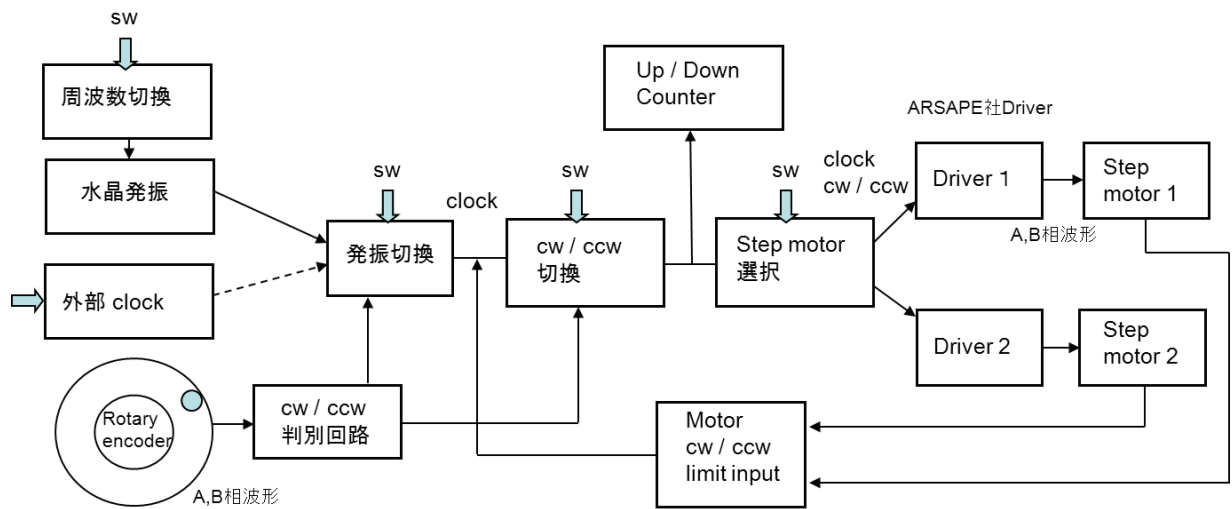 sw
周波数切換
水晶発振
外部 clock
Rotary
encoder
A,B相波形
cw / ccw
判別回路
sw
発振切換
clock
sw
cw / ccw
切換
Up / Down
Counter
sw
Step motor
選択
clock
cw / ccw
ARSAPE社Driver
Driver 1
A,B相波形
Step
motor 1
Driver 2
Step
motor 2
Motor
cw / ccw
limit input